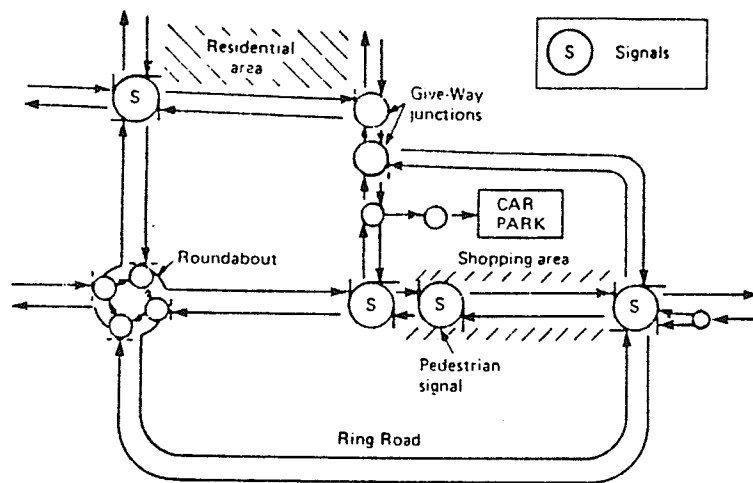 Residential
area
S
Signals
S
Give-Way
junctions
CAR
PARK
Roundabout
Shopping area
S
S
S
Pedestrian
signal
Ring Road